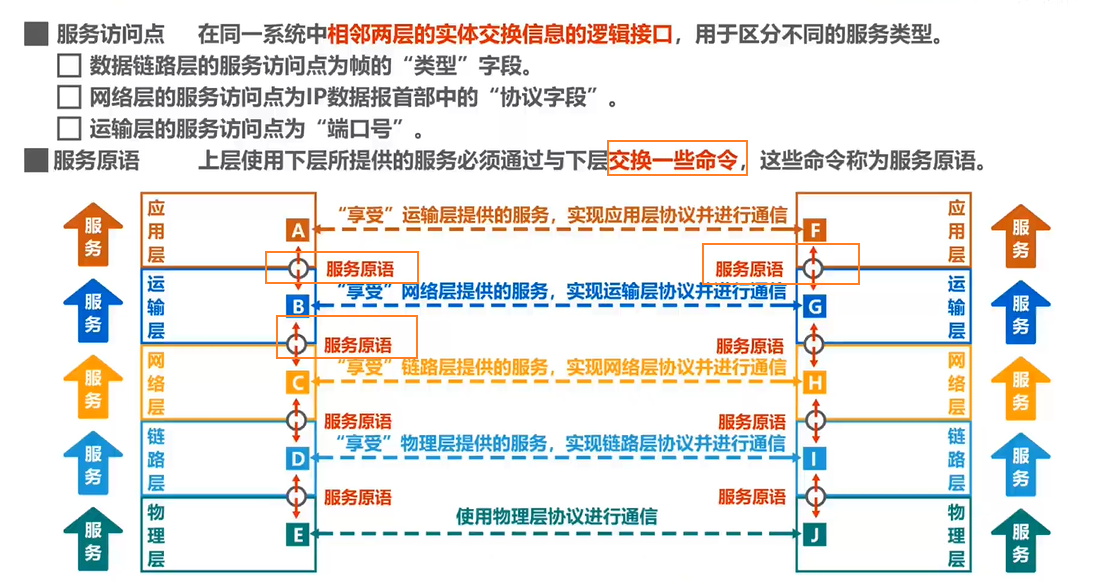 服务访问点 在同一系统中相邻两层的实体交换信息的逻辑接口，用于区分不同的服务类型。
数据链路层的服务访问点为帧的“类型”字段。
网络层的服务访问点为IP数据报首部中的“协议字段”。
运输层的服务访问点为“端口号”。
服务原语 上层使用下层所提供的服务必须通过与下层交换一些命令，这些命令称为服务原语。
服务 应用层 A “享受”运输层提供的服务，实现应用层协议并进行通信 F 应用层 服务
服务原语 服务原语
服务 运输层 B “享受”网络层提供的服务，实现运输层协议并进行通信 G 运输层 服务
服务原语 服务原语
服务 网络层 C “享受”链路层提供的服务，实现网络层协议并进行通信 H 网络层 服务
服务原语 服务原语
服务 链路层 D “享受”物理层提供的服务，实现链路层协议并进行通信 I 链路层 服务
服务原语 服务原语
服务 物理层 E 使用物理层协议进行通信 J 物理层 服务